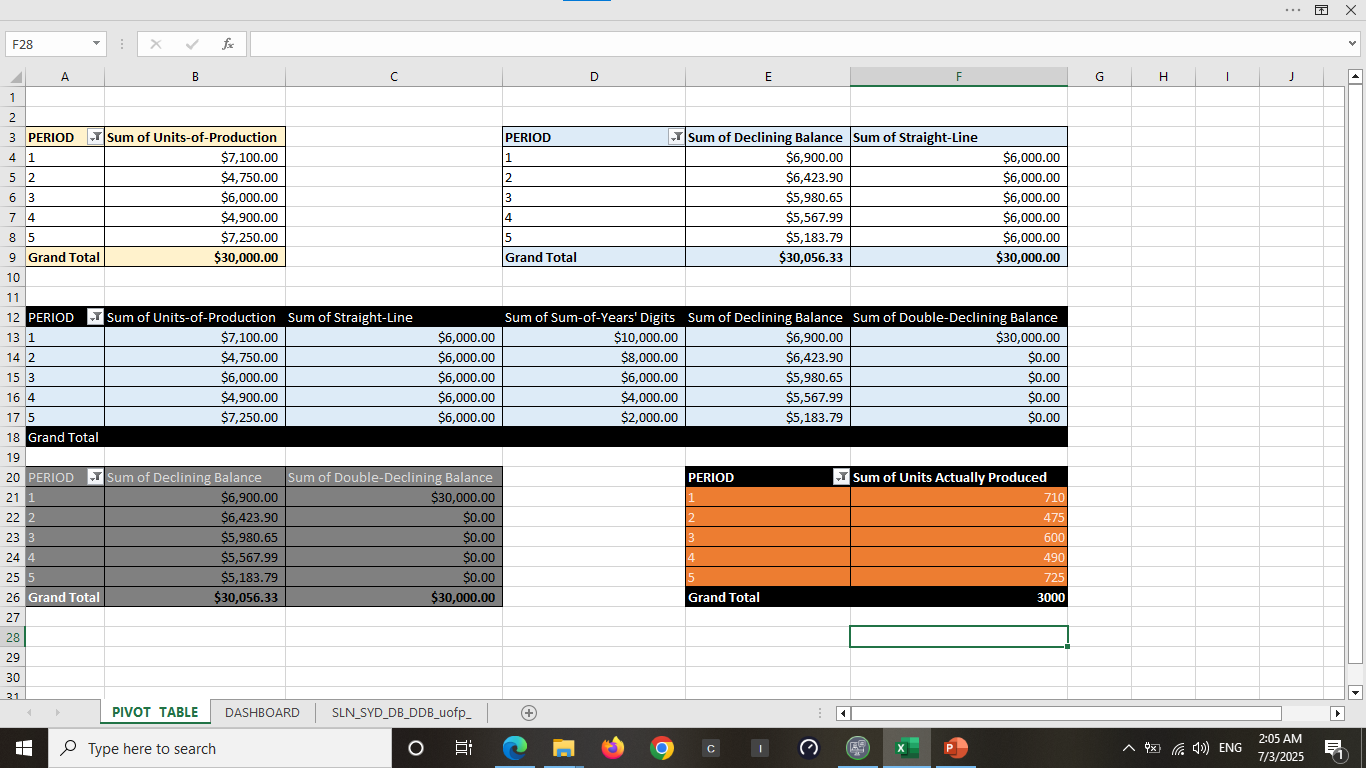 F28 fx
A B C D E F G H I J
1
2
3 PERIOD Sum of Units-of-Production PERIOD Sum of Declining Balance Sum of Straight-Line
4 1 $7,100.00 1 $6,900.00 $6,000.00
5 2 $4,750.00 2 $6,423.90 $6,000.00
6 3 $6,000.00 3 $5,980.65 $6,000.00
7 4 $4,900.00 4 $5,567.99 $6,000.00
8 5 $7,250.00 5 $5,183.79 $6,000.00
9 Grand Total $30,000.00 Grand Total $30,056.33 $30,000.00
10
11
12 PERIOD Sum of Units-of-Production Sum of Straight-Line Sum of Sum-of-Years' Digits Sum of Declining Balance Sum of Double-Declining Balance
13 1 $7,100.00 $6,000.00 $10,000.00 $6,900.00 $30,000.00
14 2 $4,750.00 $6,000.00 $8,000.00 $6,423.90 $0.00
15 3 $6,000.00 $6,000.00 $6,000.00 $5,980.65 $0.00
16 4 $4,900.00 $6,000.00 $4,000.00 $5,567.99 $0.00
17 5 $7,250.00 $6,000.00 $2,000.00 $5,183.79 $0.00
18 Grand Total
19
20 PERIOD Sum of Declining Balance Sum of Double-Declining Balance PERIOD Sum of Units Actually Produced
21 1 $6,900.00 $30,000.00 1 710
22 2 $6,423.90 $0.00 2 475
23 3 $5,980.65 $0.00 3 600
24 4 $5,567.99 $0.00 4 490
25 5 $5,183.79 $0.00 5 725
26 Grand Total $30,056.33 $30,000.00 Grand Total 3000
27
28
29
30
31
PIVOT TABLE DASHBOARD SLN_SYD_DB_DDB_uofp_
Type here to search C I P ENG 2:05 AM
7/3/2025 1